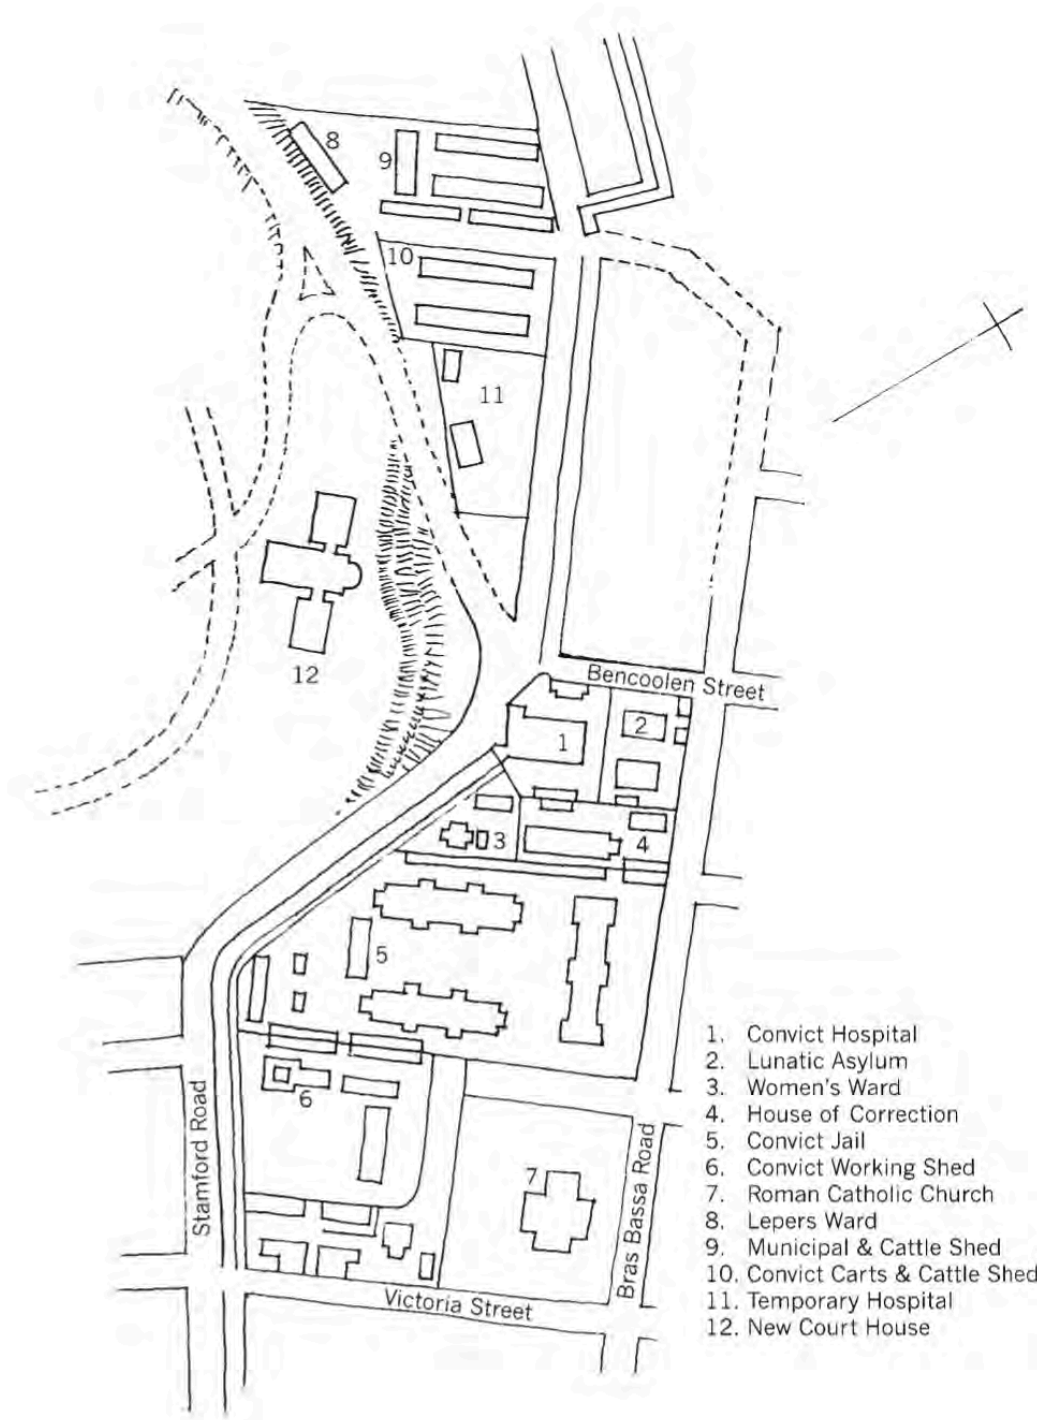 8
9
10
11
12
Bencoolen Street
1
2
3
4
5
6
7
Stamford Road
Bras Basa Road
Victoria Street
1. Convict Hospital
2. Lunatic Asylum
3. Women's Ward
4. House of Correction
5. Convict Jail
6. Convict Working Shed
7. Roman Catholic Church
8. Lepers Ward
9. Municipal & Cattle Shed
10. Convict Carts & Cattle Shed
11. Temporary Hospital
12. New Court House